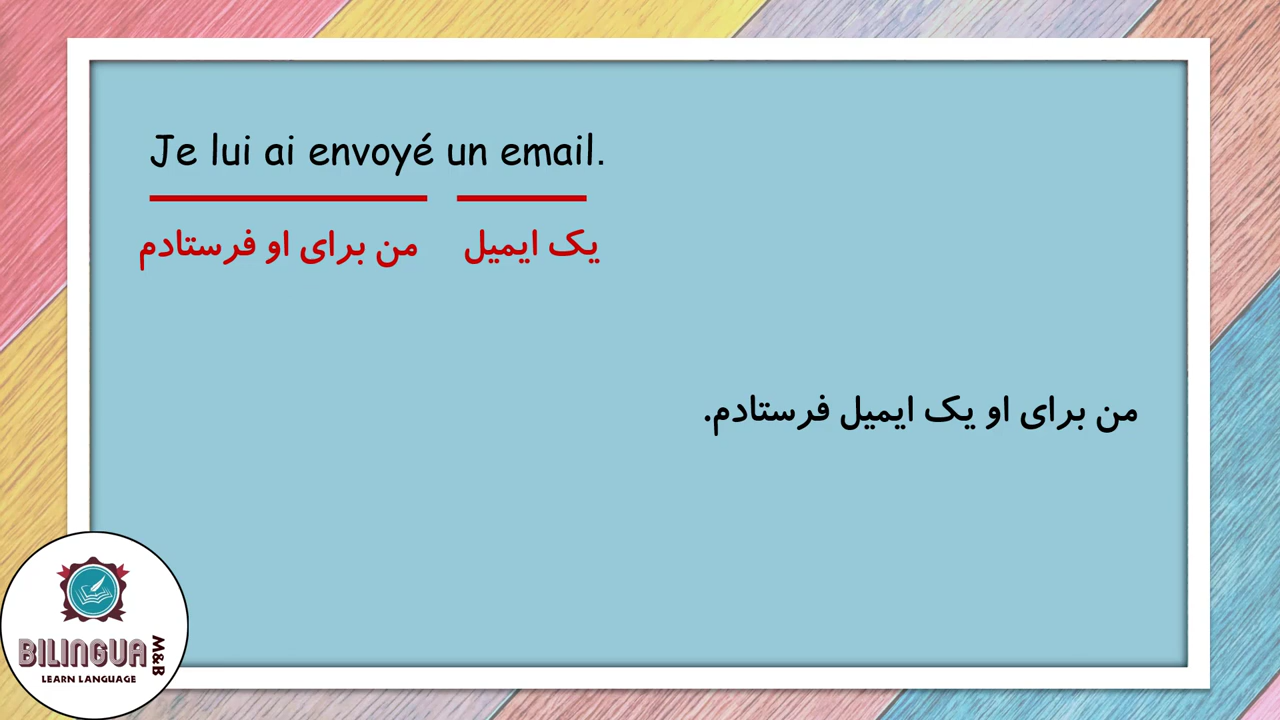 Je lui ai envoyé un email.
من برای او فرستادم یک ایمیل
من برای او یک ایمیل فرستادم.
BILINGUA M&B
LEARN LANGUAGE